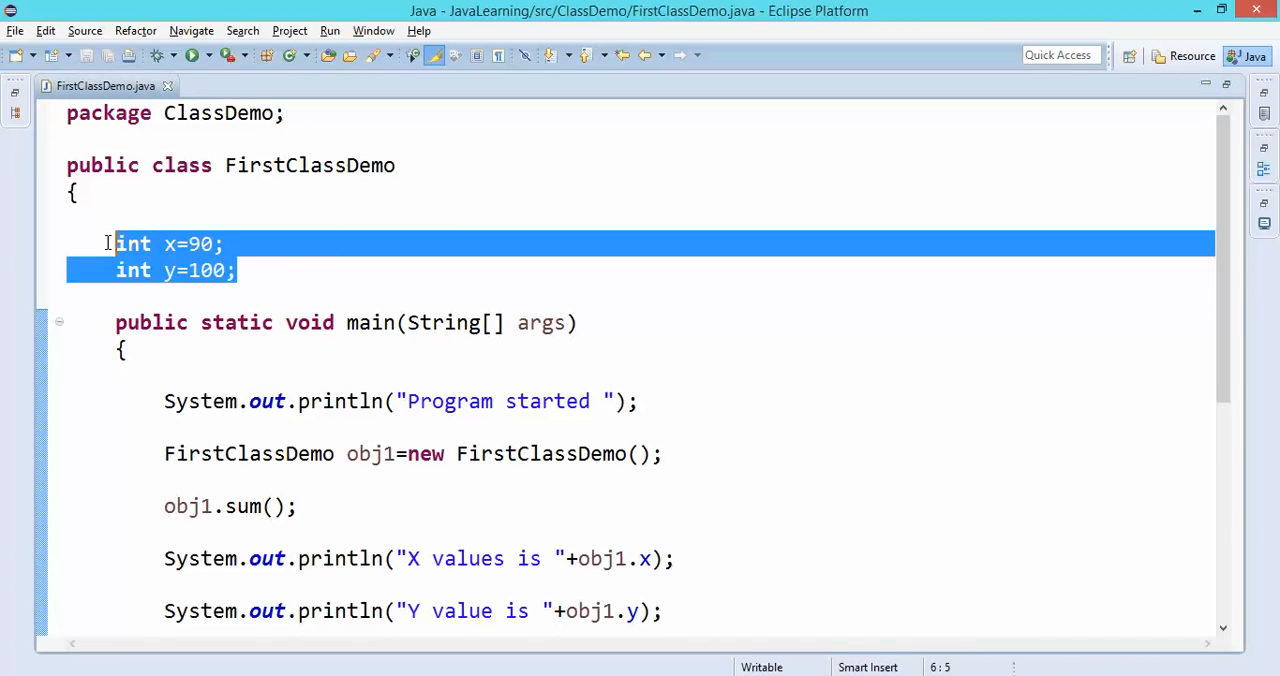 Java - JavaLearning/src/ClassDemo/FirstClassDemo.java - Eclipse Platform
File Edit Source Refactor Navigate Search Project Run Window Help
Quick Access Resource Java
FirstClassDemo.java
package ClassDemo;
public class FirstClassDemo
{
int x=90;
int y=100;
public static void main(String[] args)
{
System.out.println("Program started ");
FirstClassDemo obj1=new FirstClassDemo();
obj1.sum();
System.out.println("X values is "+obj1.x);
System.out.println("Y value is "+obj1.y);
Writable Smart Insert 6 : 5